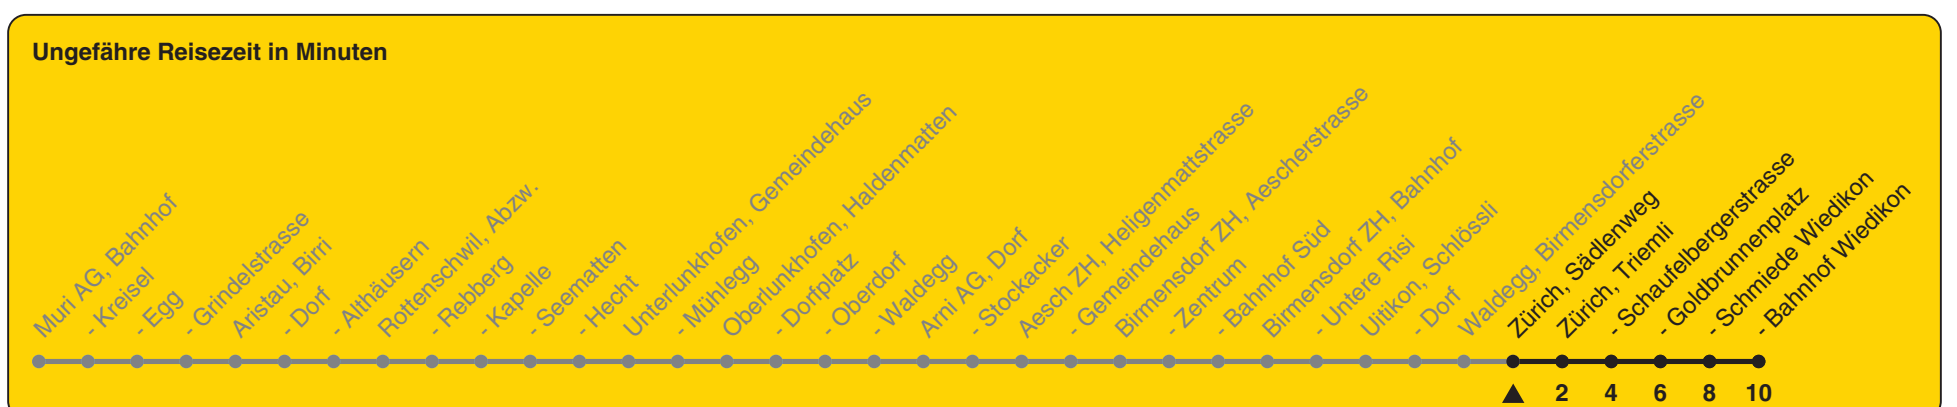 Ungefähre Reisezeit in Minuten
Muri AG, Bahnhof
- Kreisel
- Egg
- Grindelstrasse
Aristau, Birri
- Dorf
- Althäusern
Rottenschwil, Abzw.
- Rebberg
- Kapelle
- Seematten
- Hecht
Unterlunkhofen, Gemeindehaus
- Mühlegg
Oberlunkhofen, Haldenmatten
- Dorfplatz
- Oberdorf
- Waldegg
Arni AG, Dorf
- Stockacker
Aesch ZH, Heligenmattstrasse
- Gemeindehaus
Birmensdorf ZH, Aescherstrasse
- Zentrum
- Bahnhof Süd
Birmensdorf ZH, Bahnhof
- Untere Risi
Uitikon, Schlössli
- Dorf
Waldegg, Birmensdorferstrasse
Zürich, Sädlenweg
Zürich, Triemli
- Schaufelbergerstrasse
- Goldbrunnenplatz
- Schmiede Wiedikon
- Bahnhof Wiedikon
2 4 6 8 10